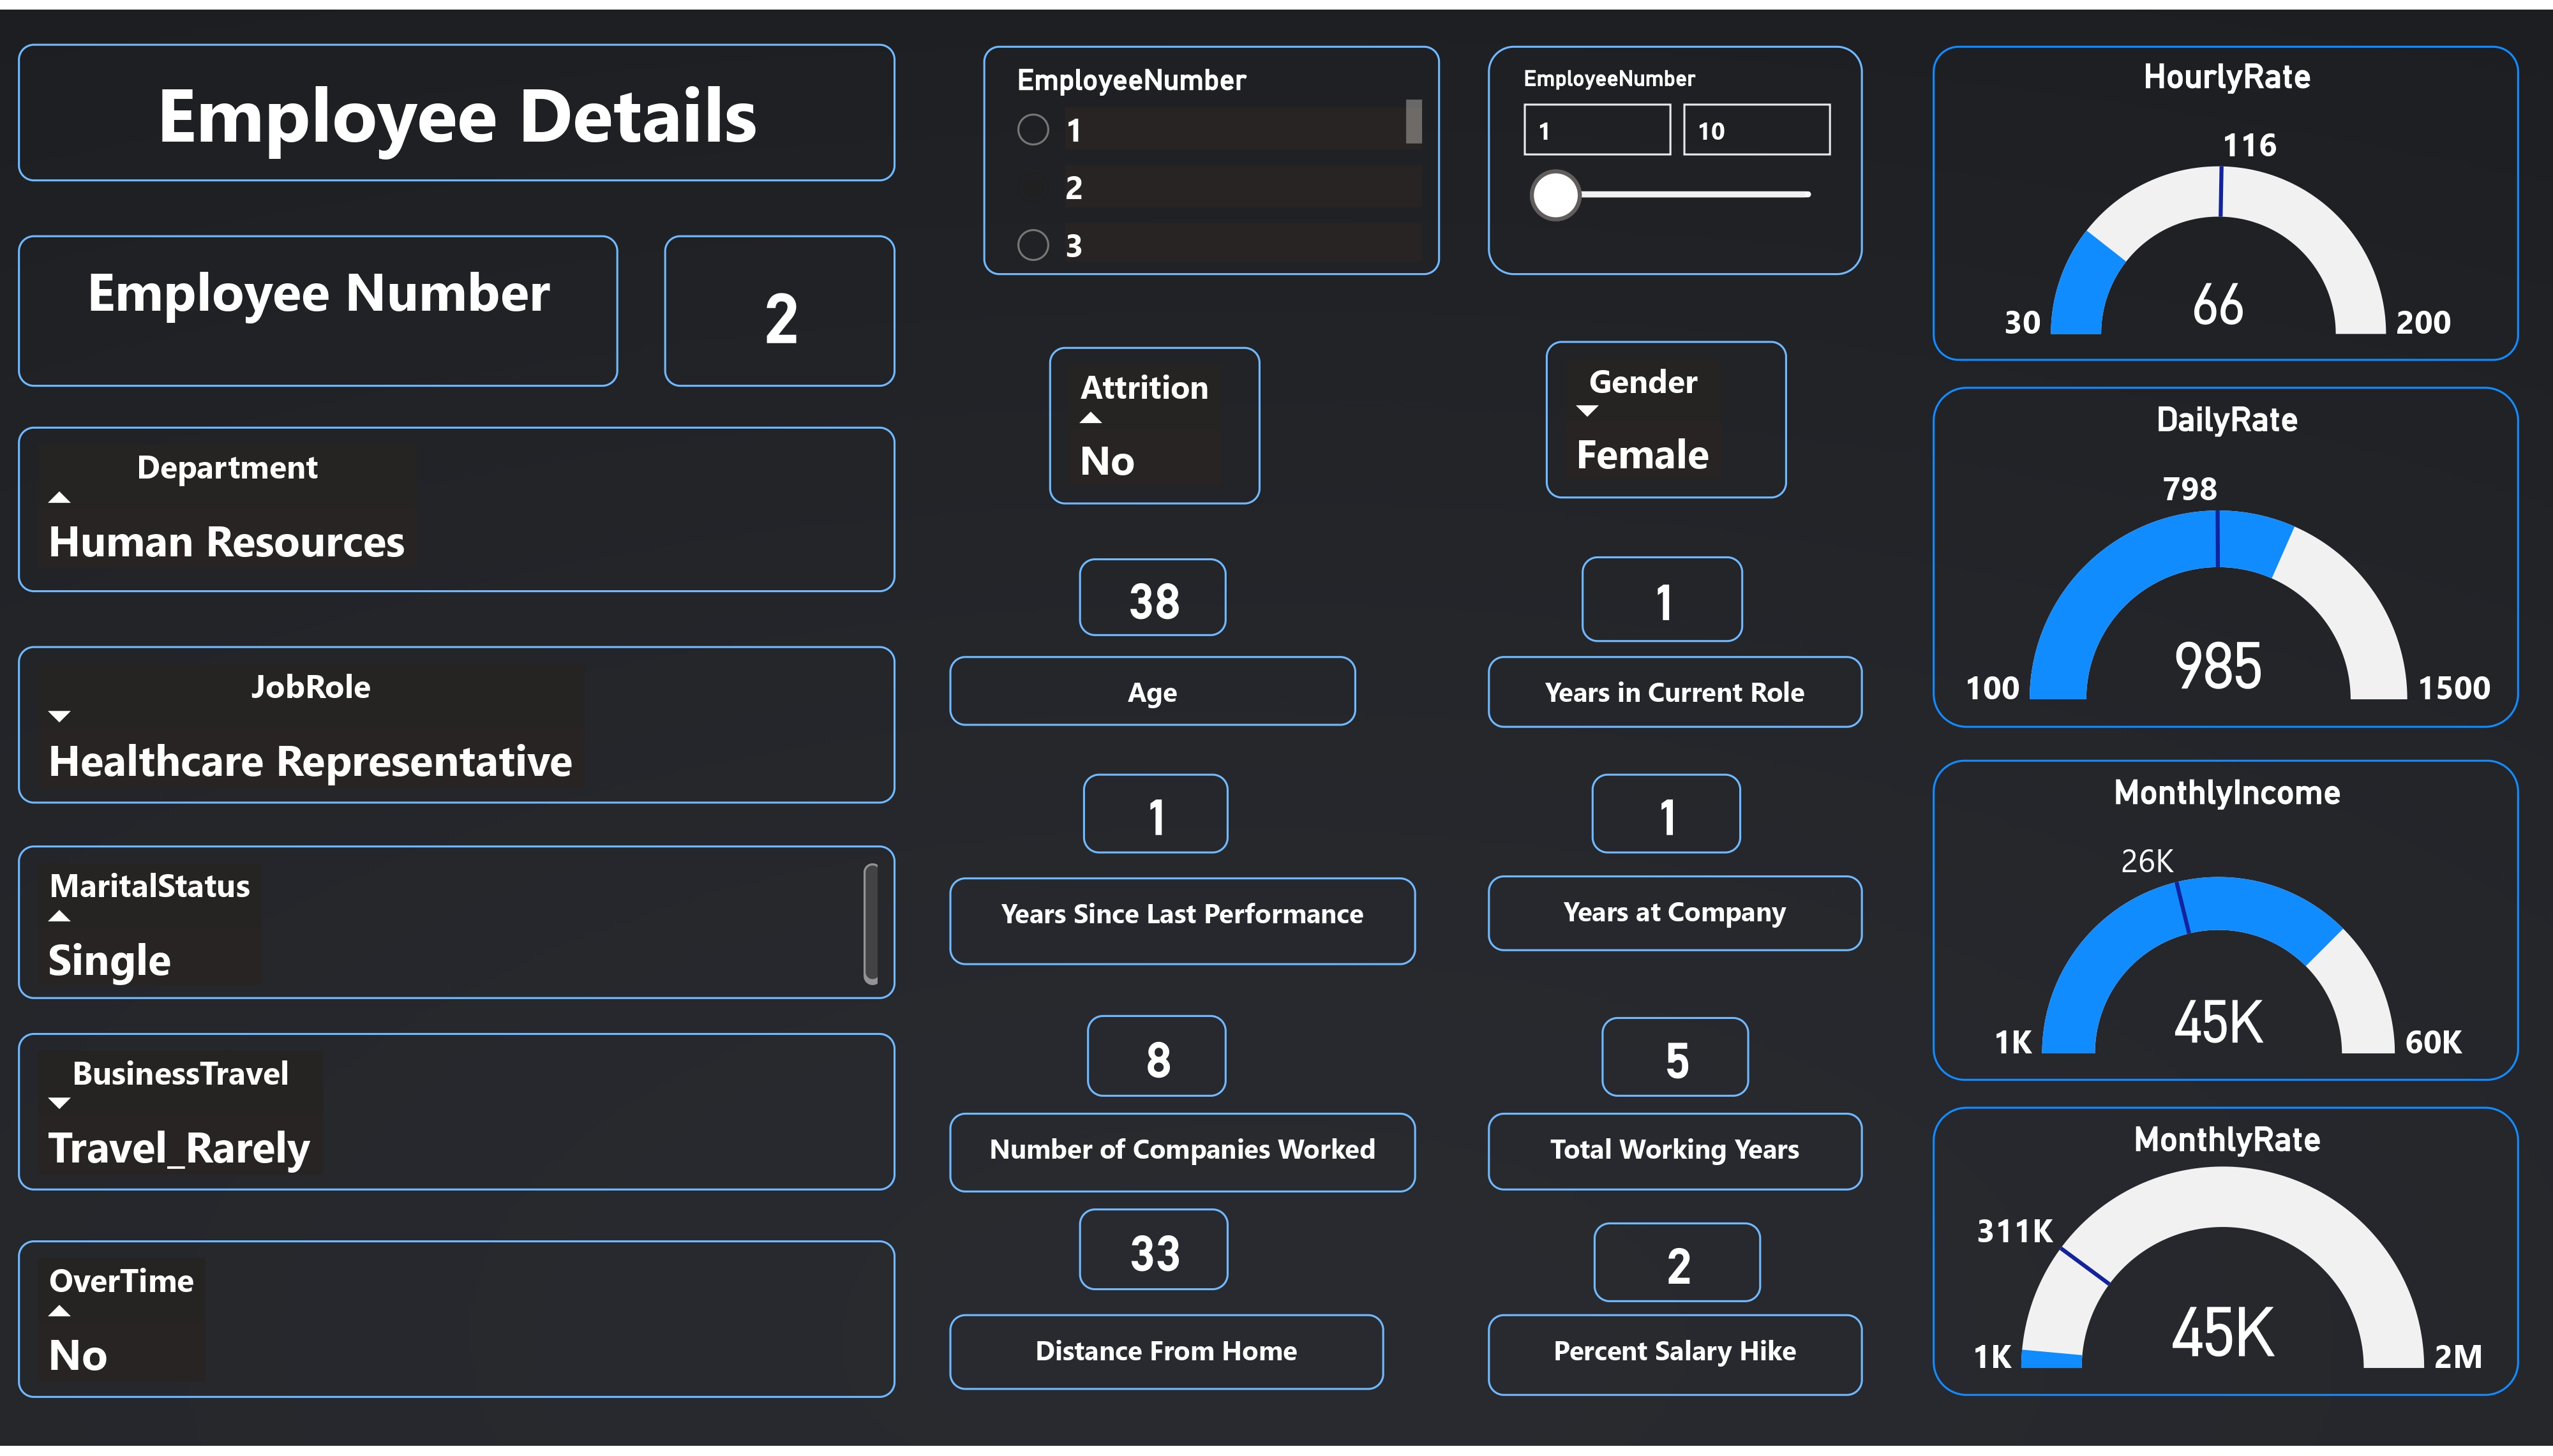 Employee Details
Employee Number
2
Department
Human Resources
JobRole
Healthcare Representative
MaritalStatus
Single
BusinessTravel
Travel_Rarely
OverTime
No
EmployeeNumber
1
2
3
EmployeeNumber
1 10
Attrition
No
Gender
Female
38
Age
1
Years in Current Role
1
Years Since Last Performance
1
Years at Company
8
Number of Companies Worked
5
Total Working Years
33
Distance From Home
2
Percent Salary Hike
HourlyRate
116
66
30 200
DailyRate
798
985
100 1500
MonthlyIncome
26K
45K
1K 60K
MonthlyRate
311K
45K
1K 2M